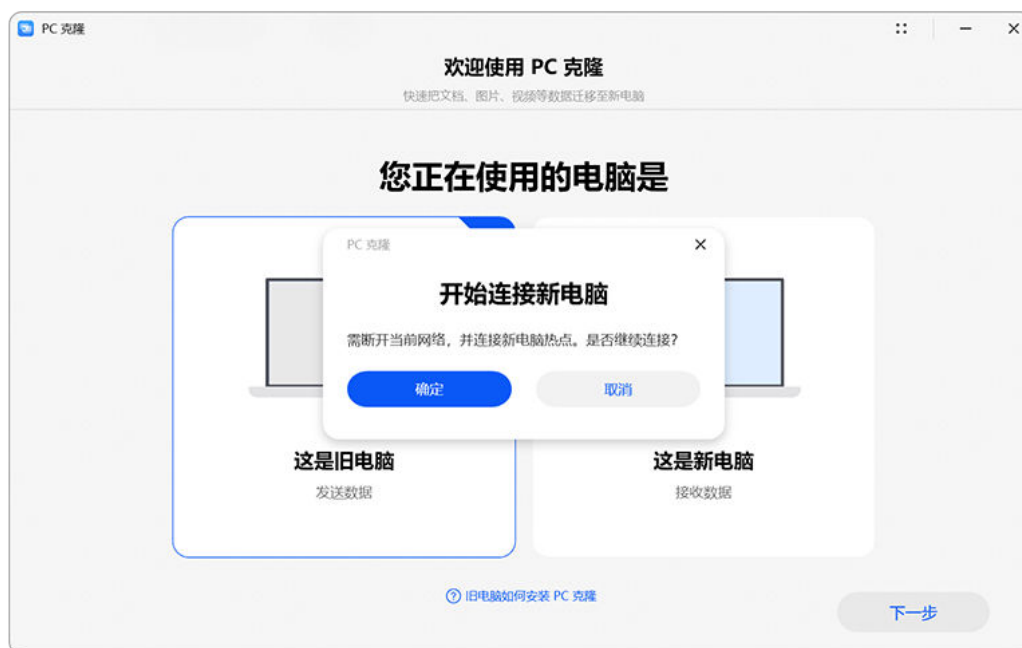 PC 克隆
欢迎使用 PC 克隆
快速把文档、图片、视频等数据迁移至新电脑
您正在使用的电脑是
PC 克隆
开始连接新电脑
需断开当前网络，并连接新电脑热点。是否继续连接？
确定
取消
这是旧电脑
发送数据
这是新电脑
接收数据
旧电脑如何安装 PC 克隆
下一步